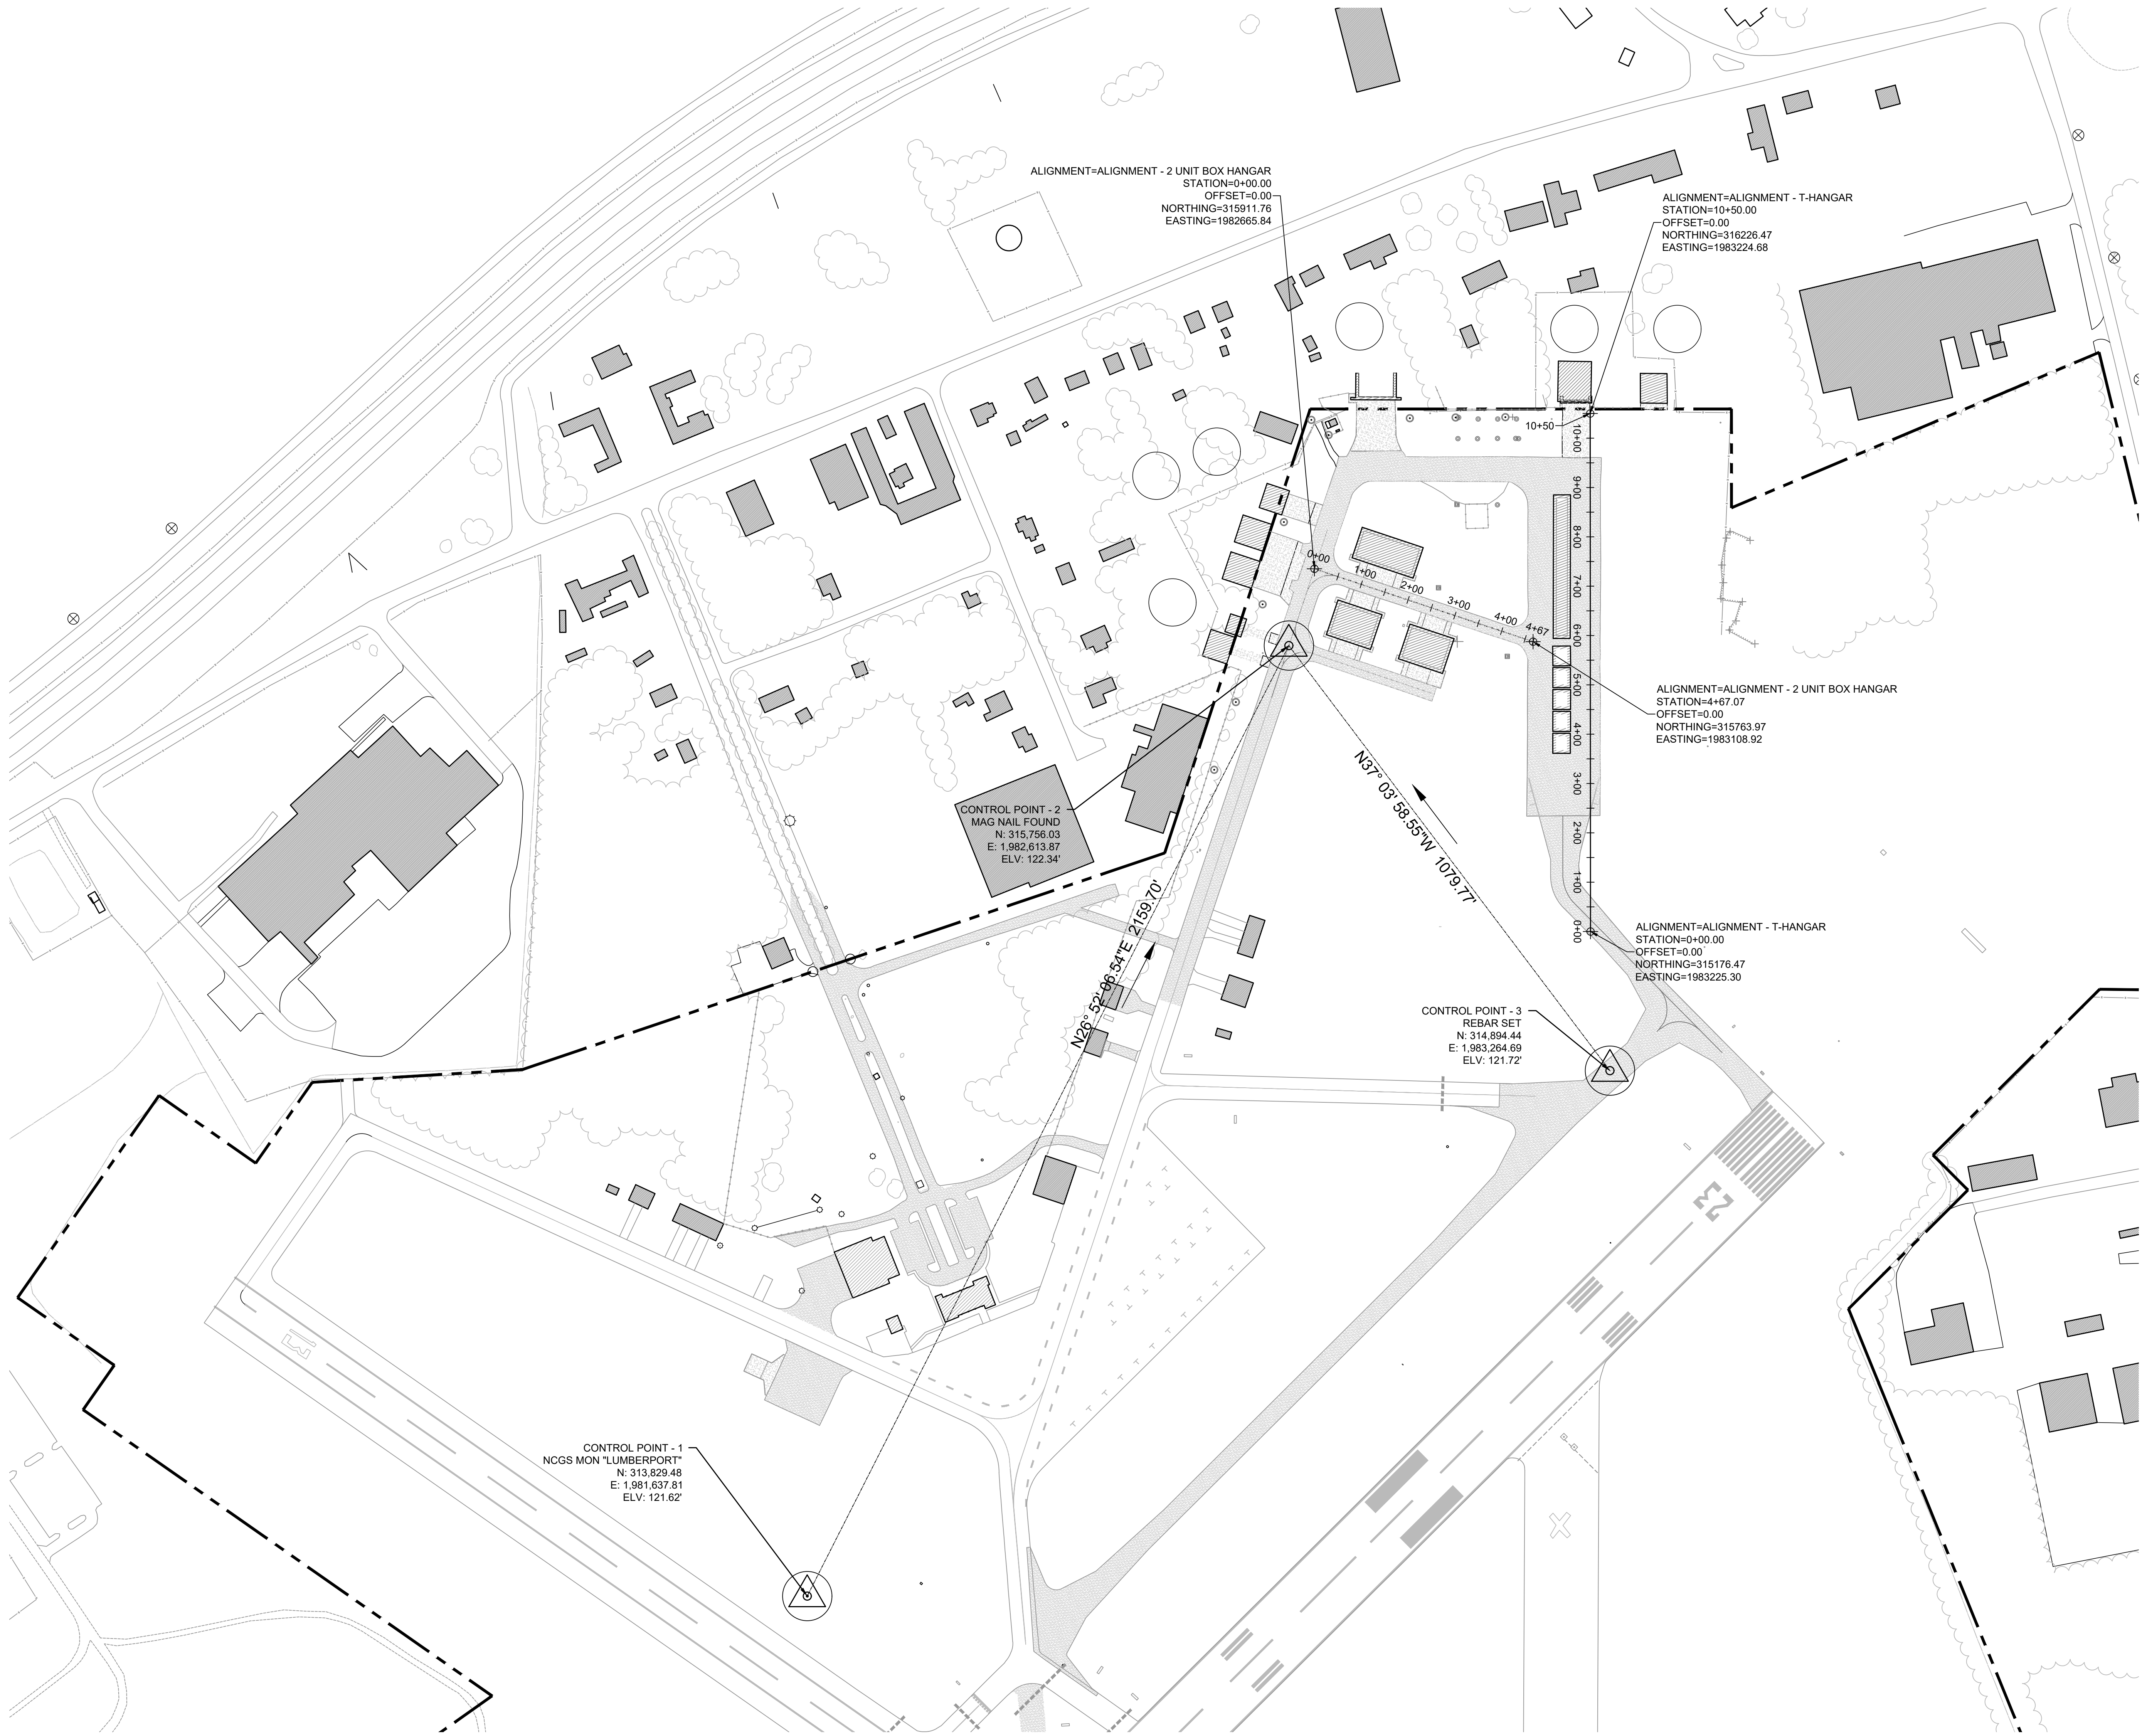 ALIGNMENT=ALIGNMENT - 2 UNIT BOX HANGAR
STATION=0+00.00
OFFSET=0.00
NORTHING=315911.76
EASTING=1982665.84
ALIGNMENT=ALIGNMENT - T-HANGAR
STATION=10+50.00
OFFSET=0.00
NORTHING=316226.47
EASTING=1983224.68
10+50
10+00
9+00
8+00
7+00
6+00
5+00
4+00
3+00
2+00
1+00
0+00
0+00
1+00
2+00
3+00
4+00
4+67
ALIGNMENT=ALIGNMENT - 2 UNIT BOX HANGAR
STATION=4+67.07
OFFSET=0.00
NORTHING=315763.97
EASTING=1983108.92
N37° 03' 58.55"W 1079.77'
CONTROL POINT - 2
MAG NAIL FOUND
N: 315,756.03
E: 1,982,613.87
ELV: 122.34'
N26° 52' 06.54"E 2159.70'
ALIGNMENT=ALIGNMENT - T-HANGAR
STATION=0+00.00
OFFSET=0.00
NORTHING=315176.47
EASTING=1983225.30
CONTROL POINT - 3
REBAR SET
N: 314,894.44
E: 1,983,264.69
ELV: 121.72'
23
13
CONTROL POINT - 1
NCGS MON "LUMBERPORT"
N: 313,829.48
E: 1,981,637.81
ELV: 121.62'